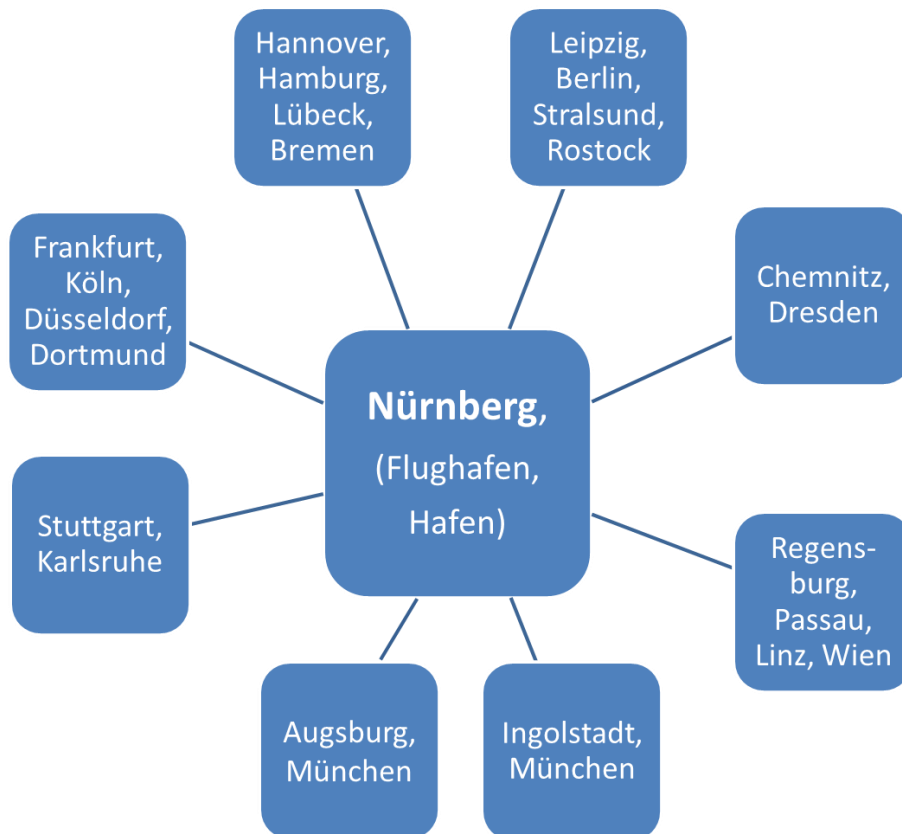 Hannover,
Hamburg,
Lübeck,
Bremen
Leipzig,
Berlin,
Stralsund,
Rostock
Frankfurt,
Köln,
Düsseldorf,
Dortmund
Chemnitz,
Dresden
Nürnberg,
(Flughafen,
Hafen)
Stuttgart,
Karlsruhe
Regens-
burg,
Passau,
Linz, Wien
Augsburg,
München
Ingolstadt,
München